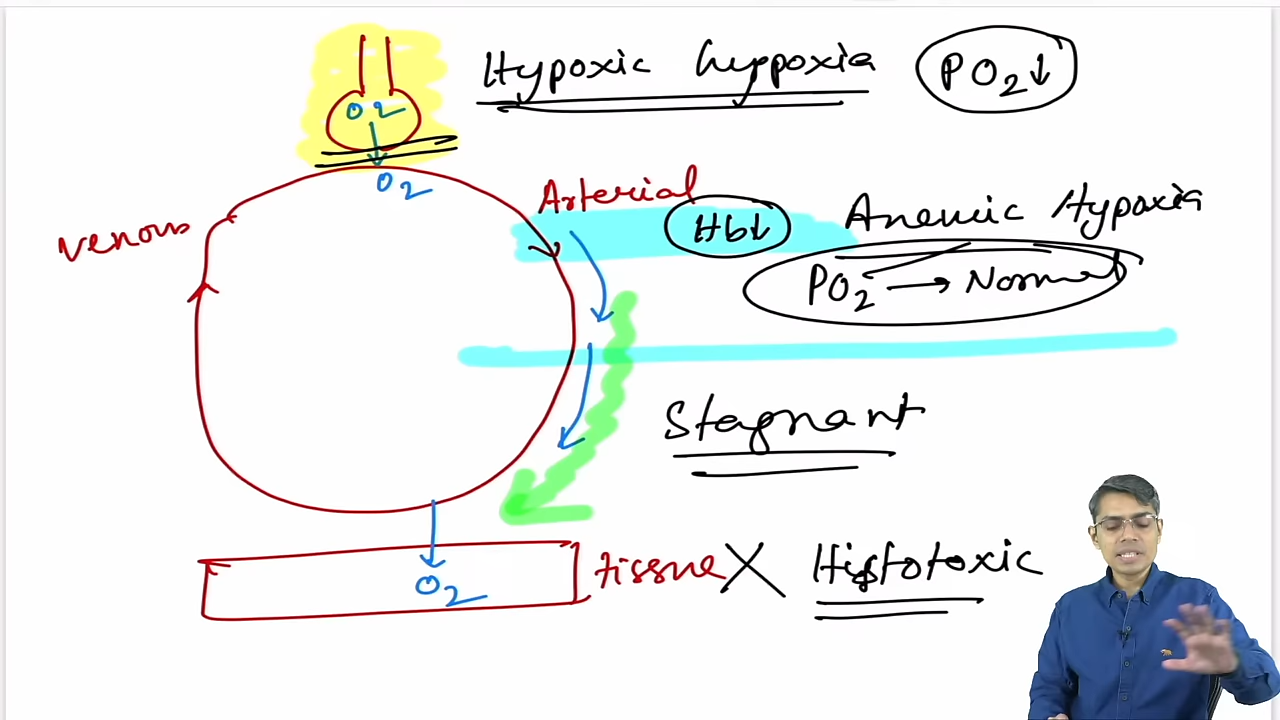 Hypoxic hypoxia
PO2↓
O2
O2
Arterial
Venous
Hb↓
Anemic Hypoxia
PO2 → Normal
Stagnant
tissue X Histotoxic
O2